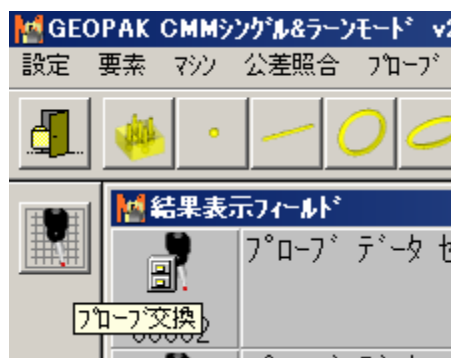 GEOPAK CMMｼﾝｸﾞﾙ&ﾗｰﾝﾓｰﾄﾞ
設定 要素 ﾏｼﾝ 公差照合 ﾌﾟﾛｰﾌﾞ
結果表示ﾌｨｰﾙﾄﾞ
ﾌﾟﾛｰﾌﾞ ﾃﾞｰﾀ
ﾌﾟﾛｰﾌﾞ交換